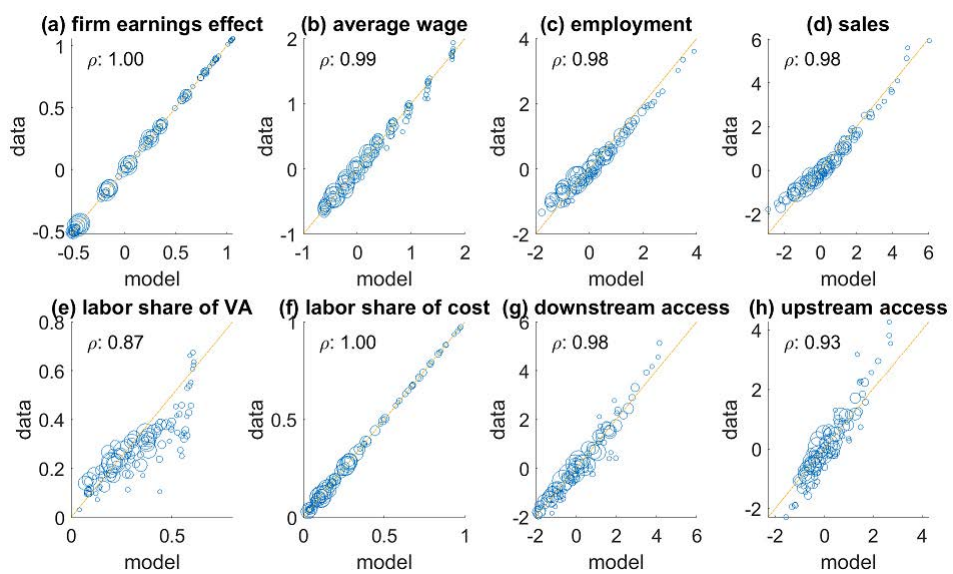 (a) firm earnings effect
ρ: 1.00
1
0.5
0
-0.5
data
-0.5 0 0.5 1
model
(b) average wage
ρ: 0.99
2
1
0
-1
data
-1 0 1 2
model
(c) employment
ρ: 0.98
4
2
0
-2
data
-2 0 2 4
model
(d) sales
ρ: 0.98
6
4
2
0
-2
data
-2 0 2 4 6
model
(e) labor share of VA
ρ: 0.87
0.8
0.6
0.4
0.2
0
data
0 0.5
model
(f) labor share of cost
ρ: 1.00
1
0.5
0
data
0 0.5 1
model
(g) downstream access
ρ: 0.98
6
4
2
0
-2
data
-2 0 2 4 6
model
(h) upstream access
ρ: 0.93
4
2
0
-2
data
-2 0 2 4
model